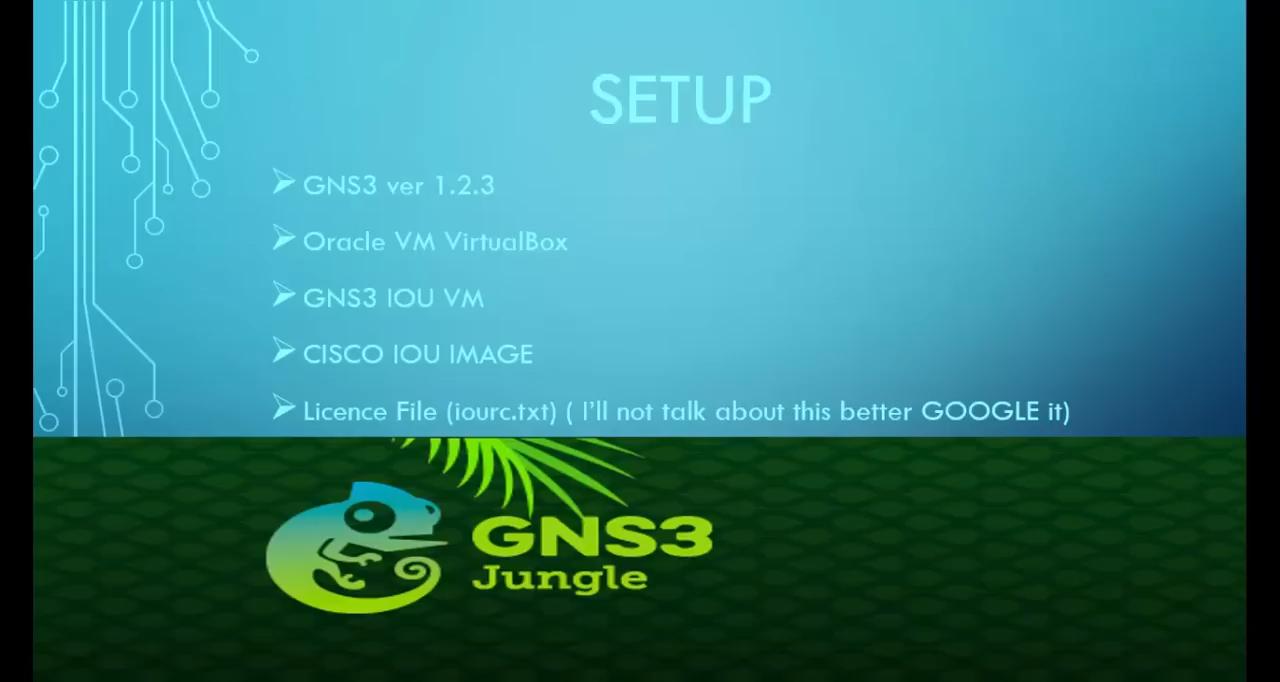 SETUP
GNS3 ver 1.2.3
Oracle VM VirtualBox
GNS3 IOU VM
CISCO IOU IMAGE
Licence File (iourc.txt) ( I'll not talk about this better GOOGLE it)
GNS3
Jungle